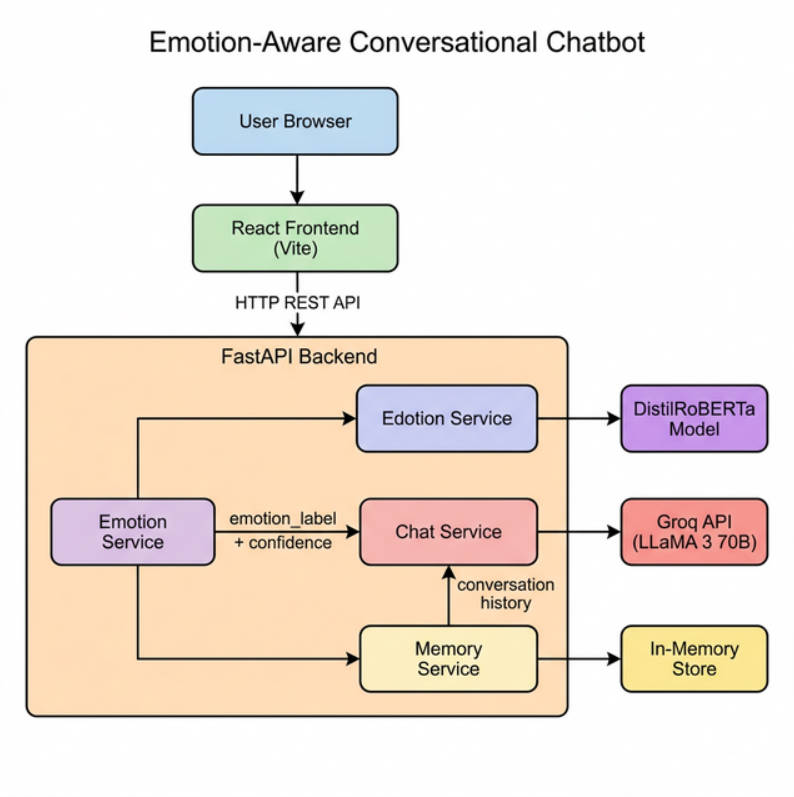 Emotion-Aware Conversational Chatbot
User Browser
React Frontend
(Vite)
HTTP REST API
FastAPI Backend
Edotion Service
DistilRoBERTa
Model
Emotion
Service
emotion_label
+ confidence
Chat Service
Groq API
(LLaMA 3 70B)
conversation
history
Memory
Service
In-Memory
Store